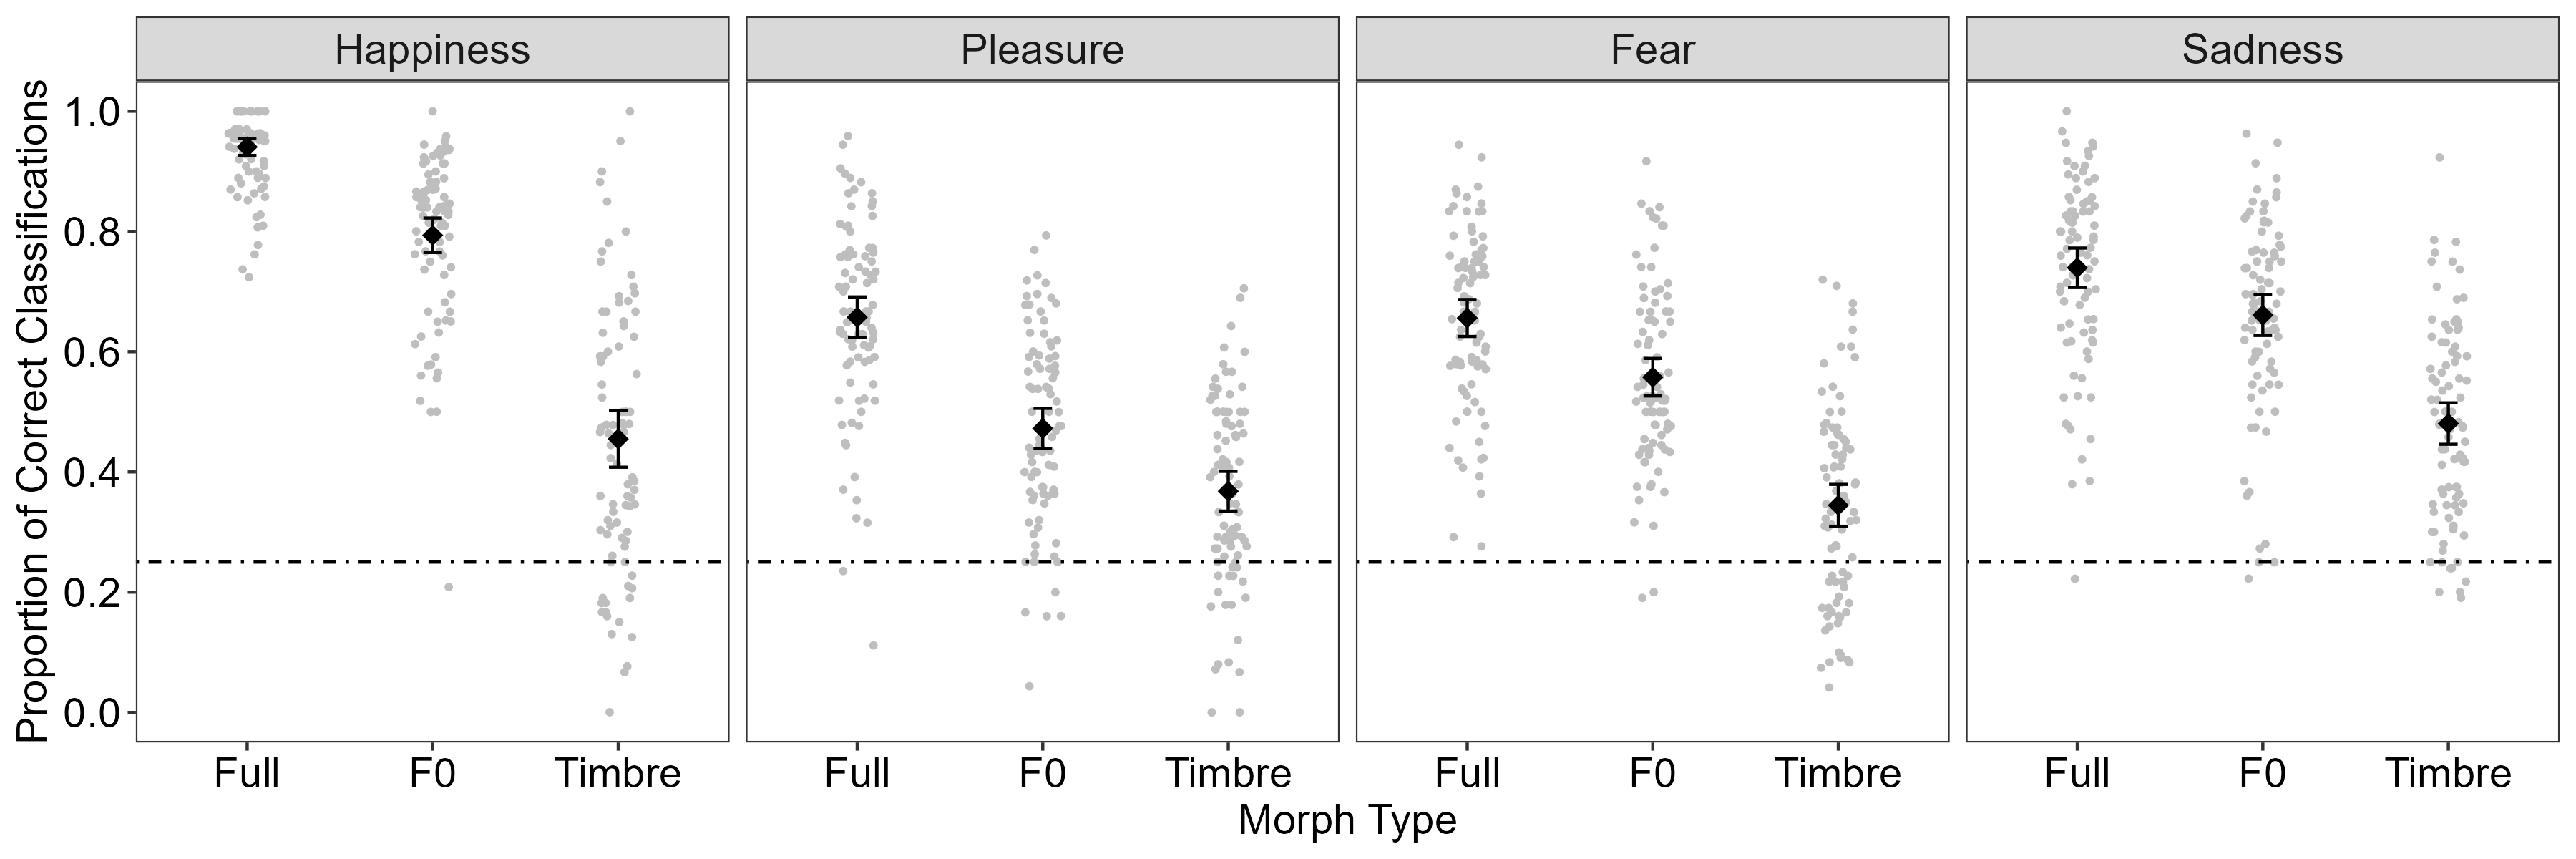 Happiness
Pleasure
Fear
Sadness
Proportion of Correct Classifications
1.0
0.8
0.6
0.4
0.2
0.0
Full F0 Timbre
Full F0 Timbre
Full F0 Timbre
Full F0 Timbre
Morph Type